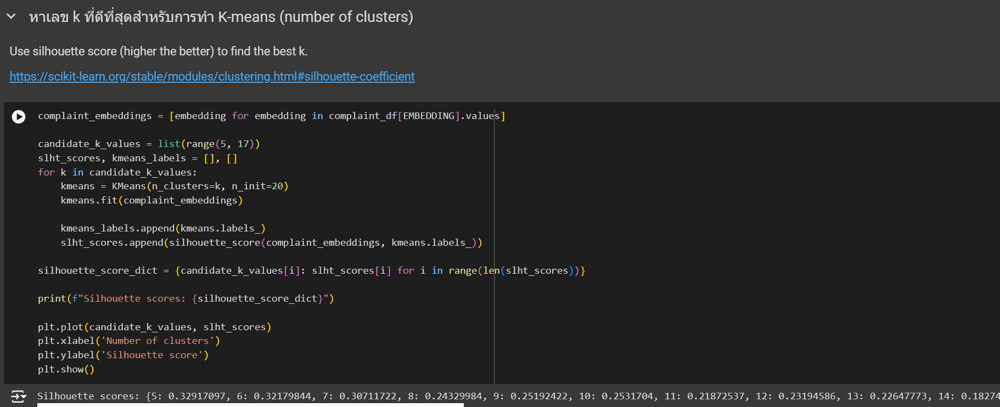 หาเลข k ที่ดีที่สุดสำหรับการทำ K-means (number of clusters)
Use silhouette score (higher the better) to find the best k.
https://scikit-learn.org/stable/modules/clustering.html#silhouette-coefficient
complaint_embeddings = [embedding for embedding in complaint_df[EMBEDDING].values]
candidate_k_values = list(range(5, 17))
slht_scores, kmeans_labels = [], []
for k in candidate_k_values:
    kmeans = KMeans(n_clusters=k, n_init=20)
    kmeans.fit(complaint_embeddings)
    kmeans_labels.append(kmeans.labels_)
    slht_scores.append(silhouette_score(complaint_embeddings, kmeans.labels_))
silhouette_score_dict = {candidate_k_values[i]: slht_scores[i] for i in range(len(slht_scores))}
print(f"Silhouette scores: {silhouette_score_dict}")
plt.plot(candidate_k_values, slht_scores)
plt.xlabel('Number of clusters')
plt.ylabel('Silhouette score')
plt.show()
Silhouette scores: {5: 0.32917097, 6: 0.32179844, 7: 0.30711722, 8: 0.24329984, 9: 0.25192422, 10: 0.2531704, 11: 0.21872537, 12: 0.23194586, 13: 0.22647773, 14: 0.18274